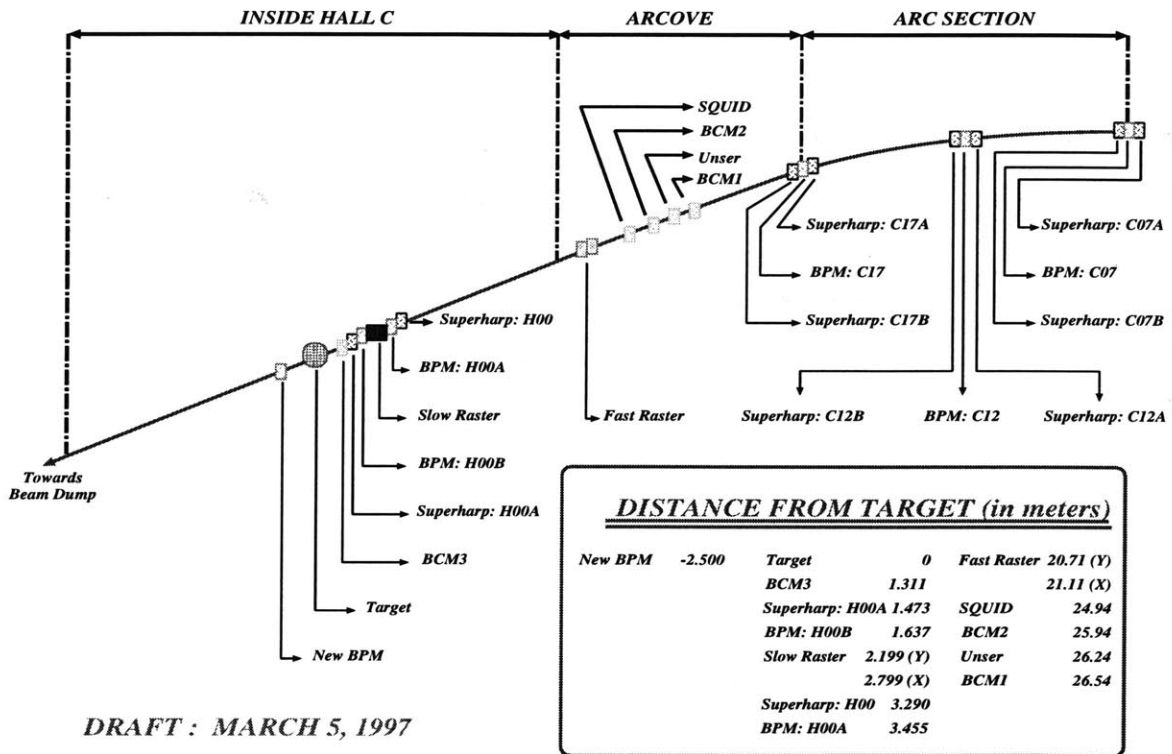 INSIDE HALL C
ARCOVE
ARC SECTION
SQUID
BCM2
Unser
BCM1
Superharp: C17A
Superharp: C07A
BPM: C17
BPM: C07
Superharp: H00
Superharp: C17B
Superharp: C07B
BPM: H00A
Slow Raster
Fast Raster
Superharp: C12B
BPM: C12
Superharp: C12A
BPM: H00B
Towards
Beam Dump
Superharp: H00A
BCM3
Target
New BPM
DISTANCE FROM TARGET (in meters)
New BPM -2.500 Target 0 Fast Raster 20.71 (Y)
BCM3 1.311 21.11 (X)
Superharp: H00A 1.473 SQUID 24.94
BPM: H00B 1.637 BCM2 25.94
Slow Raster 2.199 (Y) Unser 26.24
2.799 (X) BCM1 26.54
Superharp: H00 3.290
BPM: H00A 3.455
DRAFT : MARCH 5, 1997